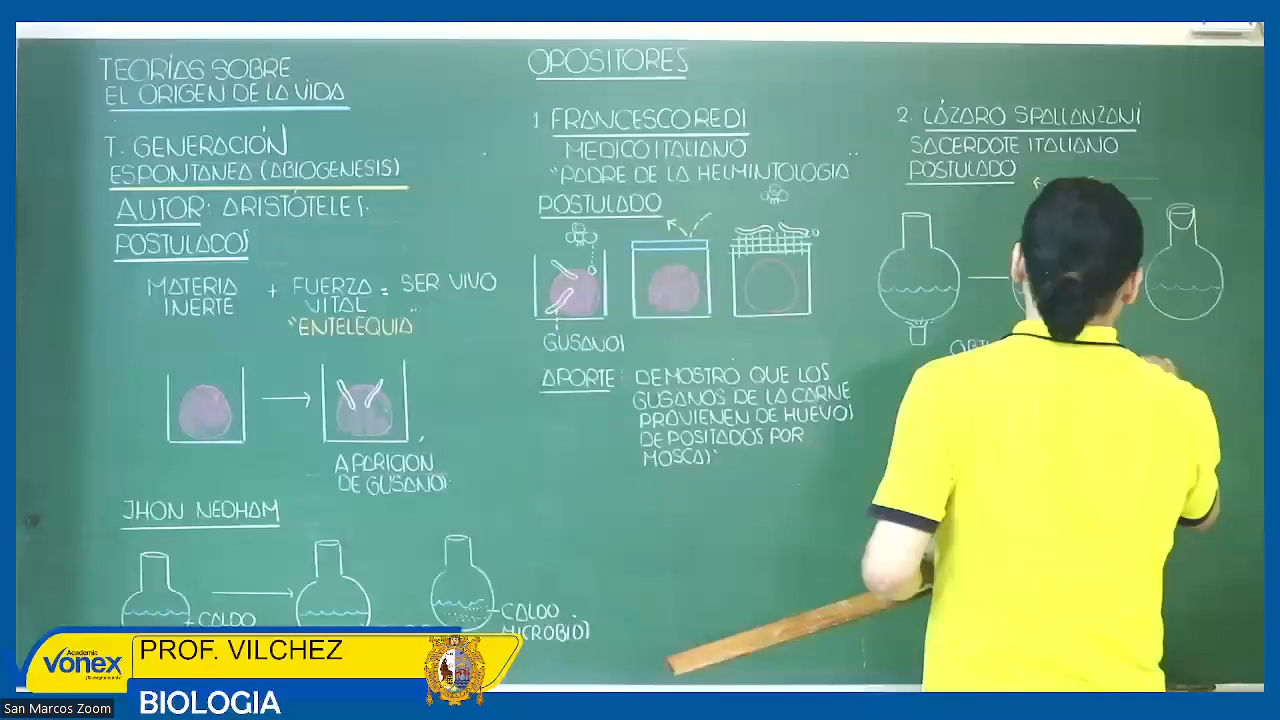 TEORÍAS SOBRE
EL ORIGEN DE LA VIDA
T. GENERACIÓN
ESPONTANEA (ABIOGENESIS)
AUTOR: ARISTÓTELES.
POSTULADOS
MATERIA + FUERZA = SER VIVO
INERTE VITAL
"ENTELEQUIA"
APARICION
DE GUSANOS
JHON NEDHAM
CALDO
CALDO
MICROBIOS
OPOSITORES
1 FRANCESCO REDI
MEDICO ITALIANO
"PADRE DE LA HELMINTOLOGIA"
POSTULADO
GUSANOS
APORTE: DEMOSTRÓ QUE LOS
GUSANOS DE LA CARNE
PROVIENEN DE HUEVOS
DEPOSITADOS POR
MOSCAS
2. LÁZARO SPALLANZANI
SACERDOTE ITALIANO
POSTULADO
Academia
vonex
PROF. VILCHEZ
BIOLOGIA
San Marcos Zoom